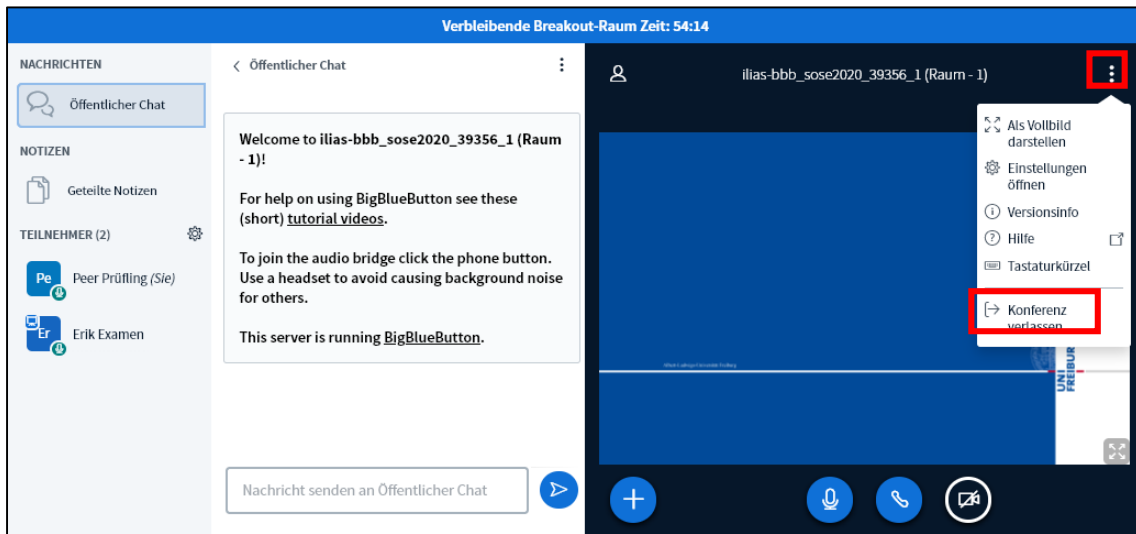 Verbleibende Breakout-Raum Zeit: 54:14
NACHRICHTEN
Öffentlicher Chat
NOTIZEN
Geteilte Notizen
TEILNEHMER (2)
Pe
Peer Prüfling (Sie)
Er
Erik Examen
Öffentlicher Chat
Welcome to ilias-bbb_sose2020_39356_1 (Raum
- 1)!
For help on using BigBlueButton see these
(short) tutorial videos.
To join the audio bridge click the phone button.
Use a headset to avoid causing background noise
for others.
This server is running BigBlueButton.
Nachricht senden an Öffentlicher Chat
ilias-bbb_sose2020_39356_1 (Raum - 1)
Als Vollbild
darstellen
Einstellungen
öffnen
Versionsinfo
Hilfe
Tastaturkürzel
Konferenz
verlassen
UNI
FREIBUR